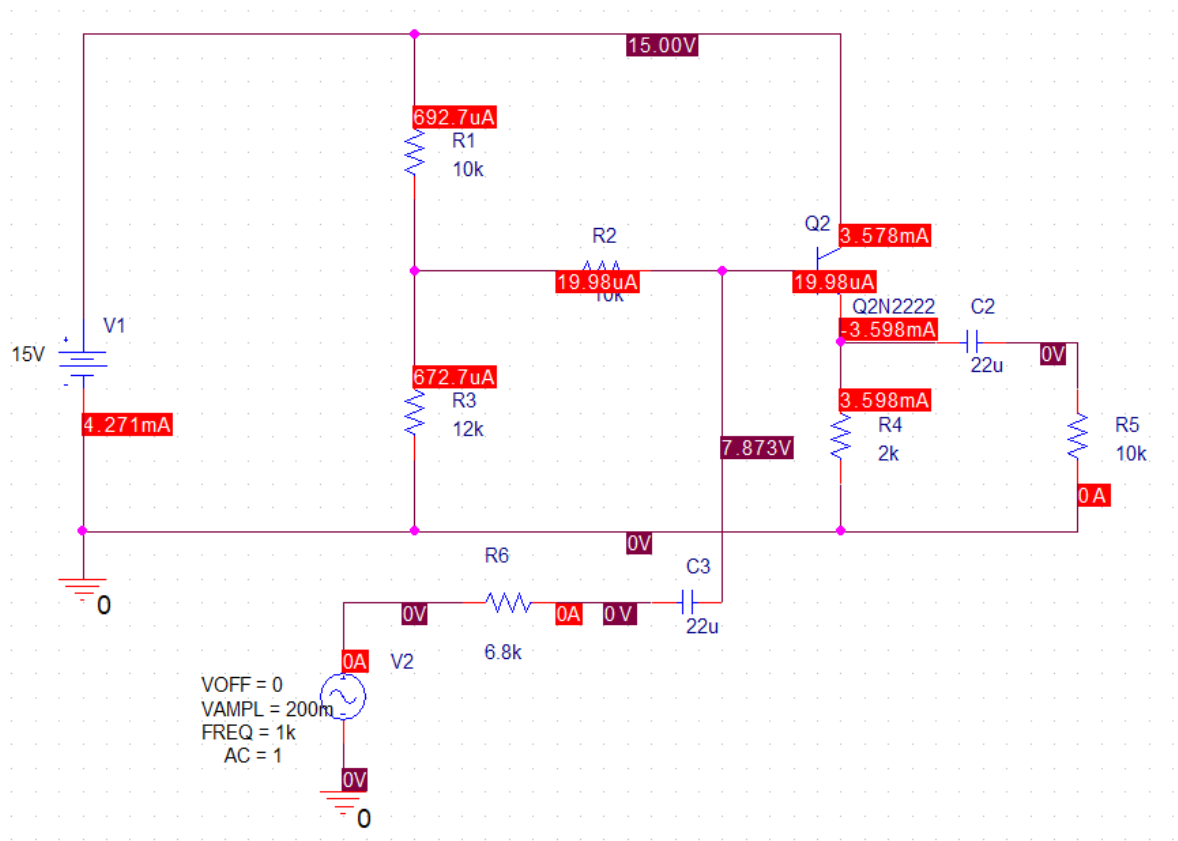 15.00V
692.7uA
R1
10k
Q2
3.578mA
R2
19.98uA
10k
19.98uA
Q2N2222
C2
-3.598mA
22u
0V
V1
15V
4.271mA
672.7uA
R3
12k
3.598mA
R4
2k
R5
10k
7.873V
0A
0V
R6
C3
0
0V
0A
0V
22u
6.8k
0A
V2
VOFF = 0
VAMPL = 200m
FREQ = 1k
AC = 1
0V
0